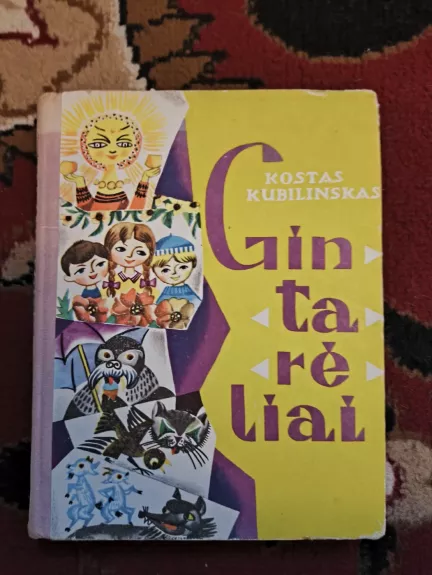 KOSTAS
KUBILINSKAS
Gin
ta
rė
liai